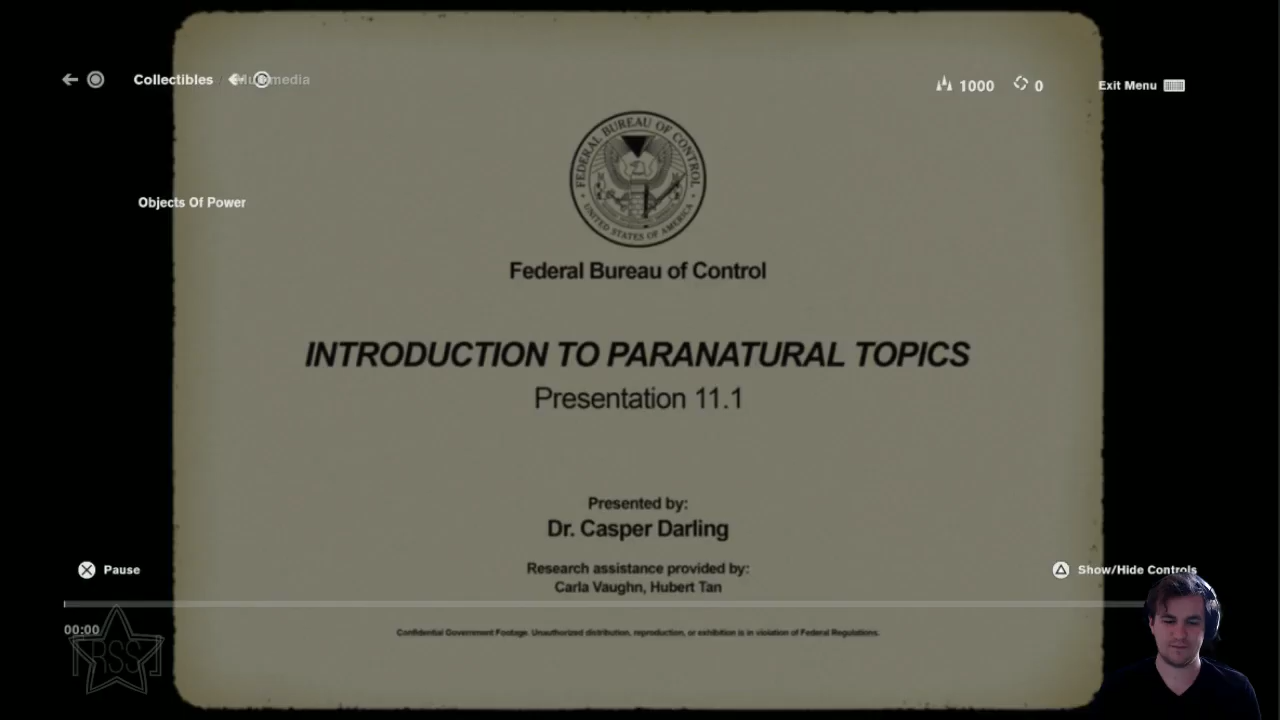 Collectibles / Multimedia
1000
0
Exit Menu
FEDERAL BUREAU OF CONTROL
UNITED STATES OF AMERICA
Objects Of Power
Federal Bureau of Control
INTRODUCTION TO PARANATURAL TOPICS
Presentation 11.1
Presented by:
Dr. Casper Darling
Research assistance provided by:
Carla Vaughn, Hubert Tan
Pause
Show/Hide Controls
00:00
Confidential Government Footage. Unauthorized distribution, reproduction, or exhibition is in violation of Federal Regulations.
RSS